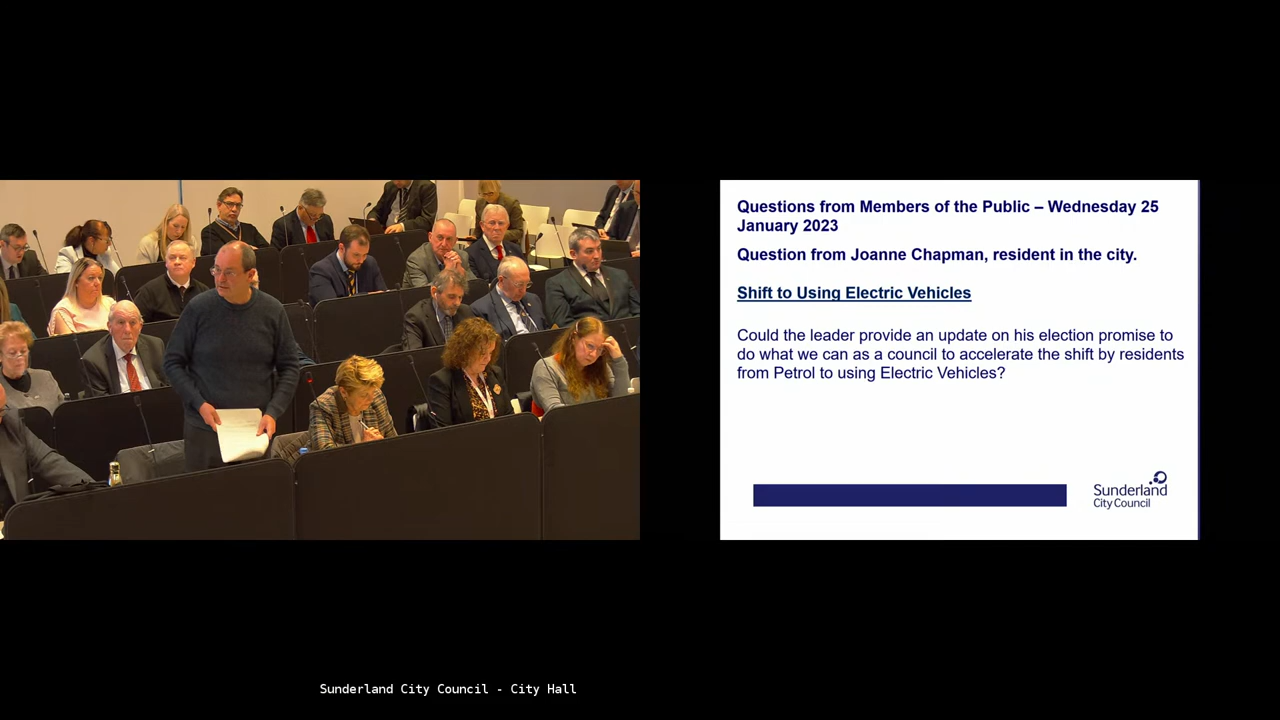 Questions from Members of the Public – Wednesday 25
January 2023
Question from Joanne Chapman, resident in the city.
Shift to Using Electric Vehicles
Could the leader provide an update on his election promise to
do what we can as a council to accelerate the shift by residents
from Petrol to using Electric Vehicles?
Sunderland
City Council
Sunderland City Council - City Hall